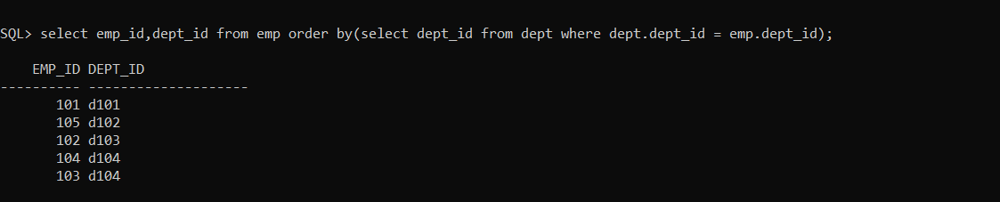 SQL> select emp_id,dept_id from emp order by(select dept_id from dept where dept.dept_id = emp.dept_id);
    EMP_ID DEPT_ID
---------- --------------------
       101 d101
       105 d102
       102 d103
       104 d104
       103 d104